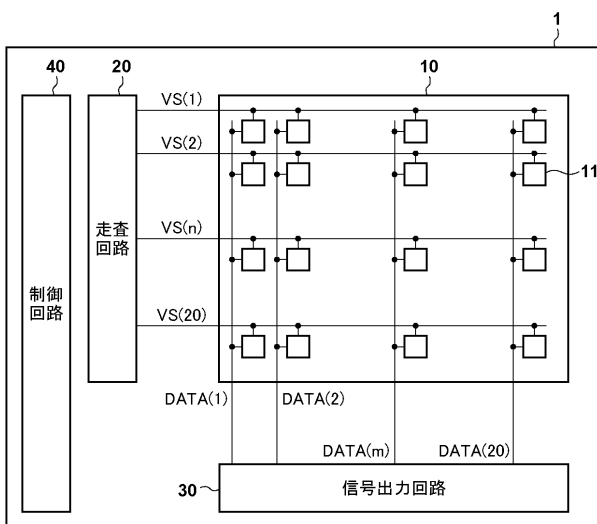 1
40
20
10
VS(1)
VS(2)
11
走査
回路
VS(n)
制御
回路
VS(20)
DATA(1)
DATA(2)
DATA(m)
DATA(20)
30
信号出力回路